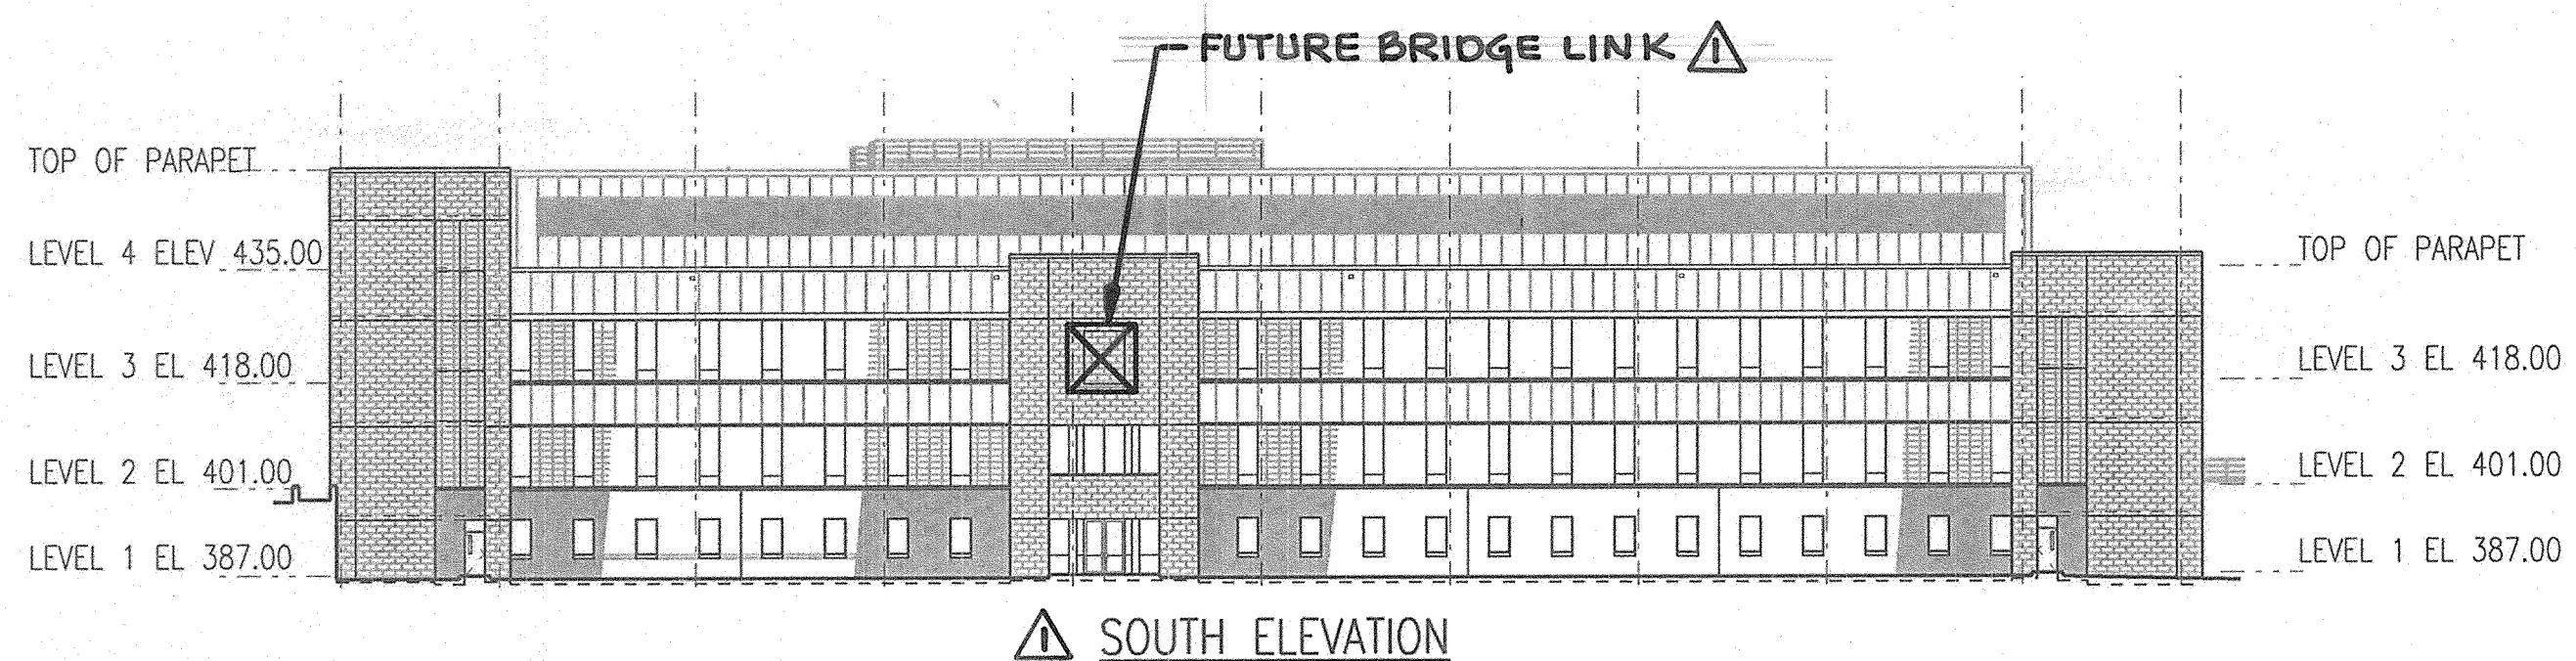 FUTURE BRIDGE LINK 1
TOP OF PARAPET
LEVEL 4 ELEV 435.00
LEVEL 3 EL 418.00
LEVEL 2 EL 401.00
LEVEL 1 EL 387.00
TOP OF PARAPET
LEVEL 3 EL 418.00
LEVEL 2 EL 401.00
LEVEL 1 EL 387.00
1 SOUTH ELEVATION